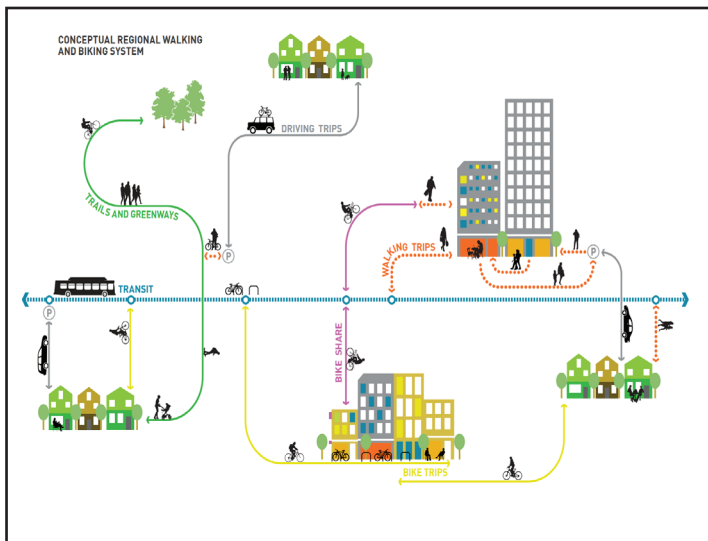 CONCEPTUAL REGIONAL WALKING
AND BIKING SYSTEM
DRIVING TRIPS
TRAILS AND GREENWAYS
P
WALKING TRIPS
P
TRANSIT
P
BIKE SHARE
BIKE TRIPS